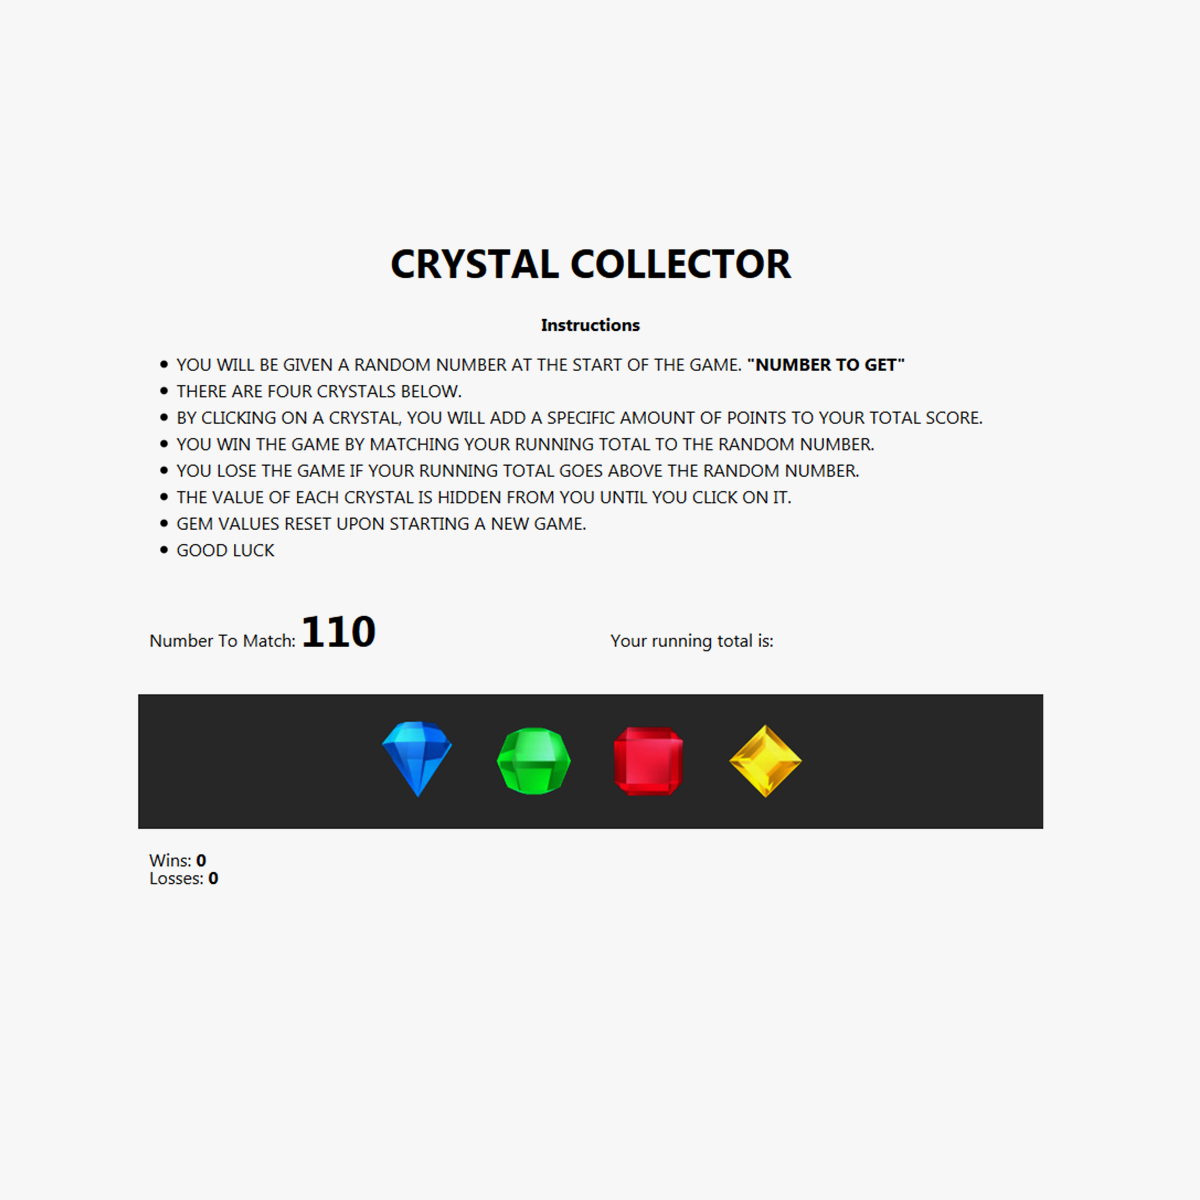 CRYSTAL COLLECTOR
Instructions
YOU WILL BE GIVEN A RANDOM NUMBER AT THE START OF THE GAME. "NUMBER TO GET"
THERE ARE FOUR CRYSTALS BELOW.
BY CLICKING ON A CRYSTAL, YOU WILL ADD A SPECIFIC AMOUNT OF POINTS TO YOUR TOTAL SCORE.
YOU WIN THE GAME BY MATCHING YOUR RUNNING TOTAL TO THE RANDOM NUMBER.
YOU LOSE THE GAME IF YOUR RUNNING TOTAL GOES ABOVE THE RANDOM NUMBER.
THE VALUE OF EACH CRYSTAL IS HIDDEN FROM YOU UNTIL YOU CLICK ON IT.
GEM VALUES RESET UPON STARTING A NEW GAME.
GOOD LUCK
Number To Match: 110
Your running total is:
Wins: 0
Losses: 0